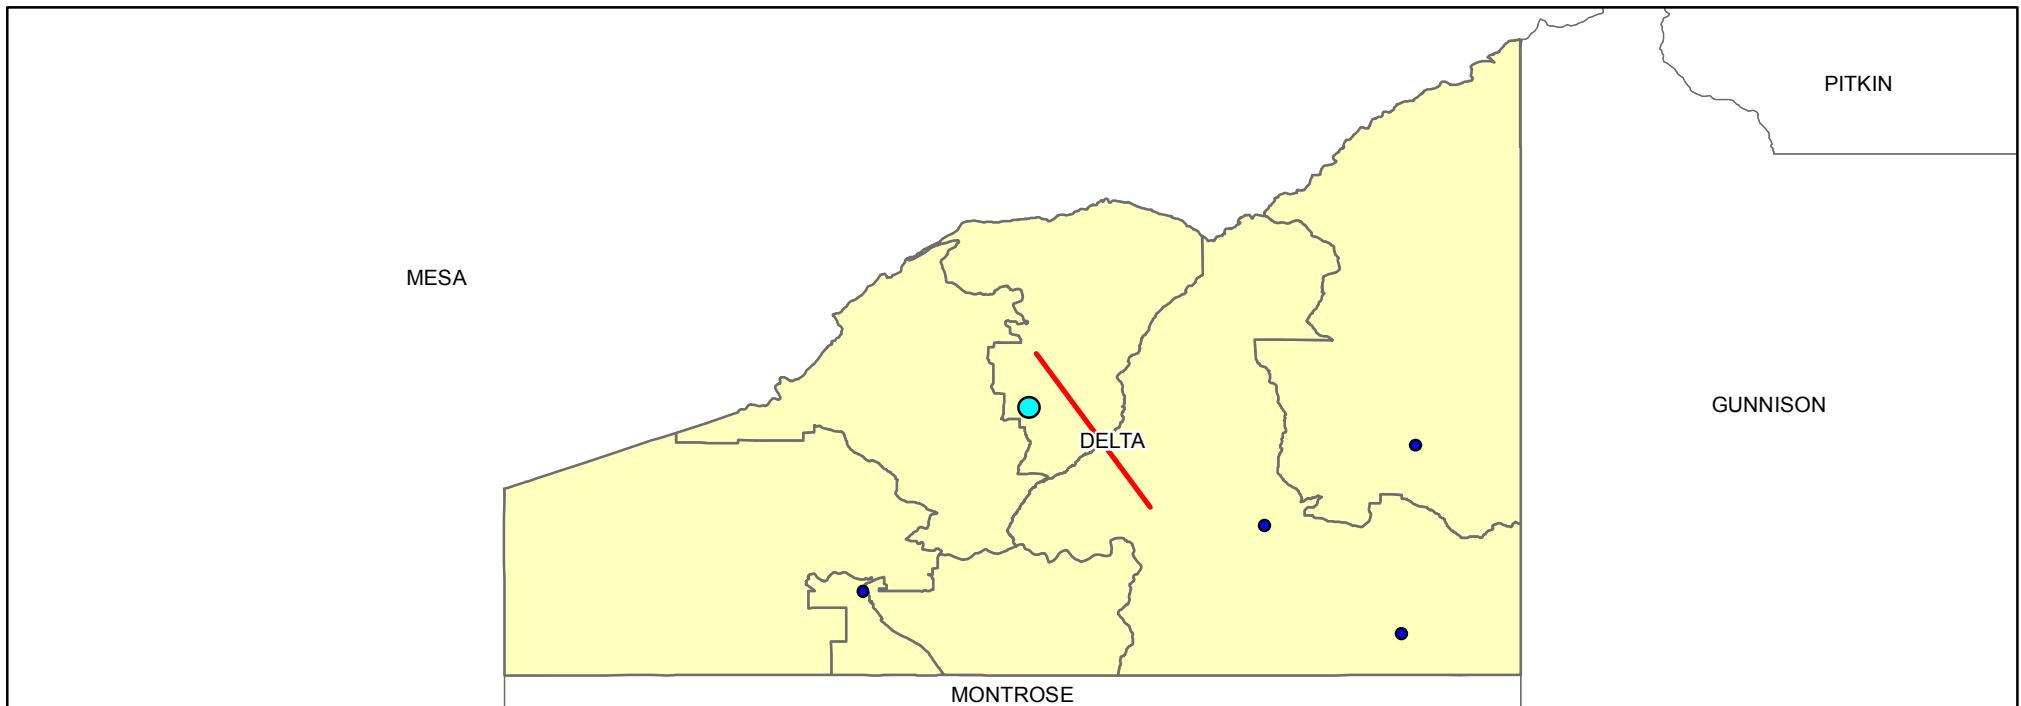 PITKIN
MESA
GUNNISON
DELTA
MONTROSE